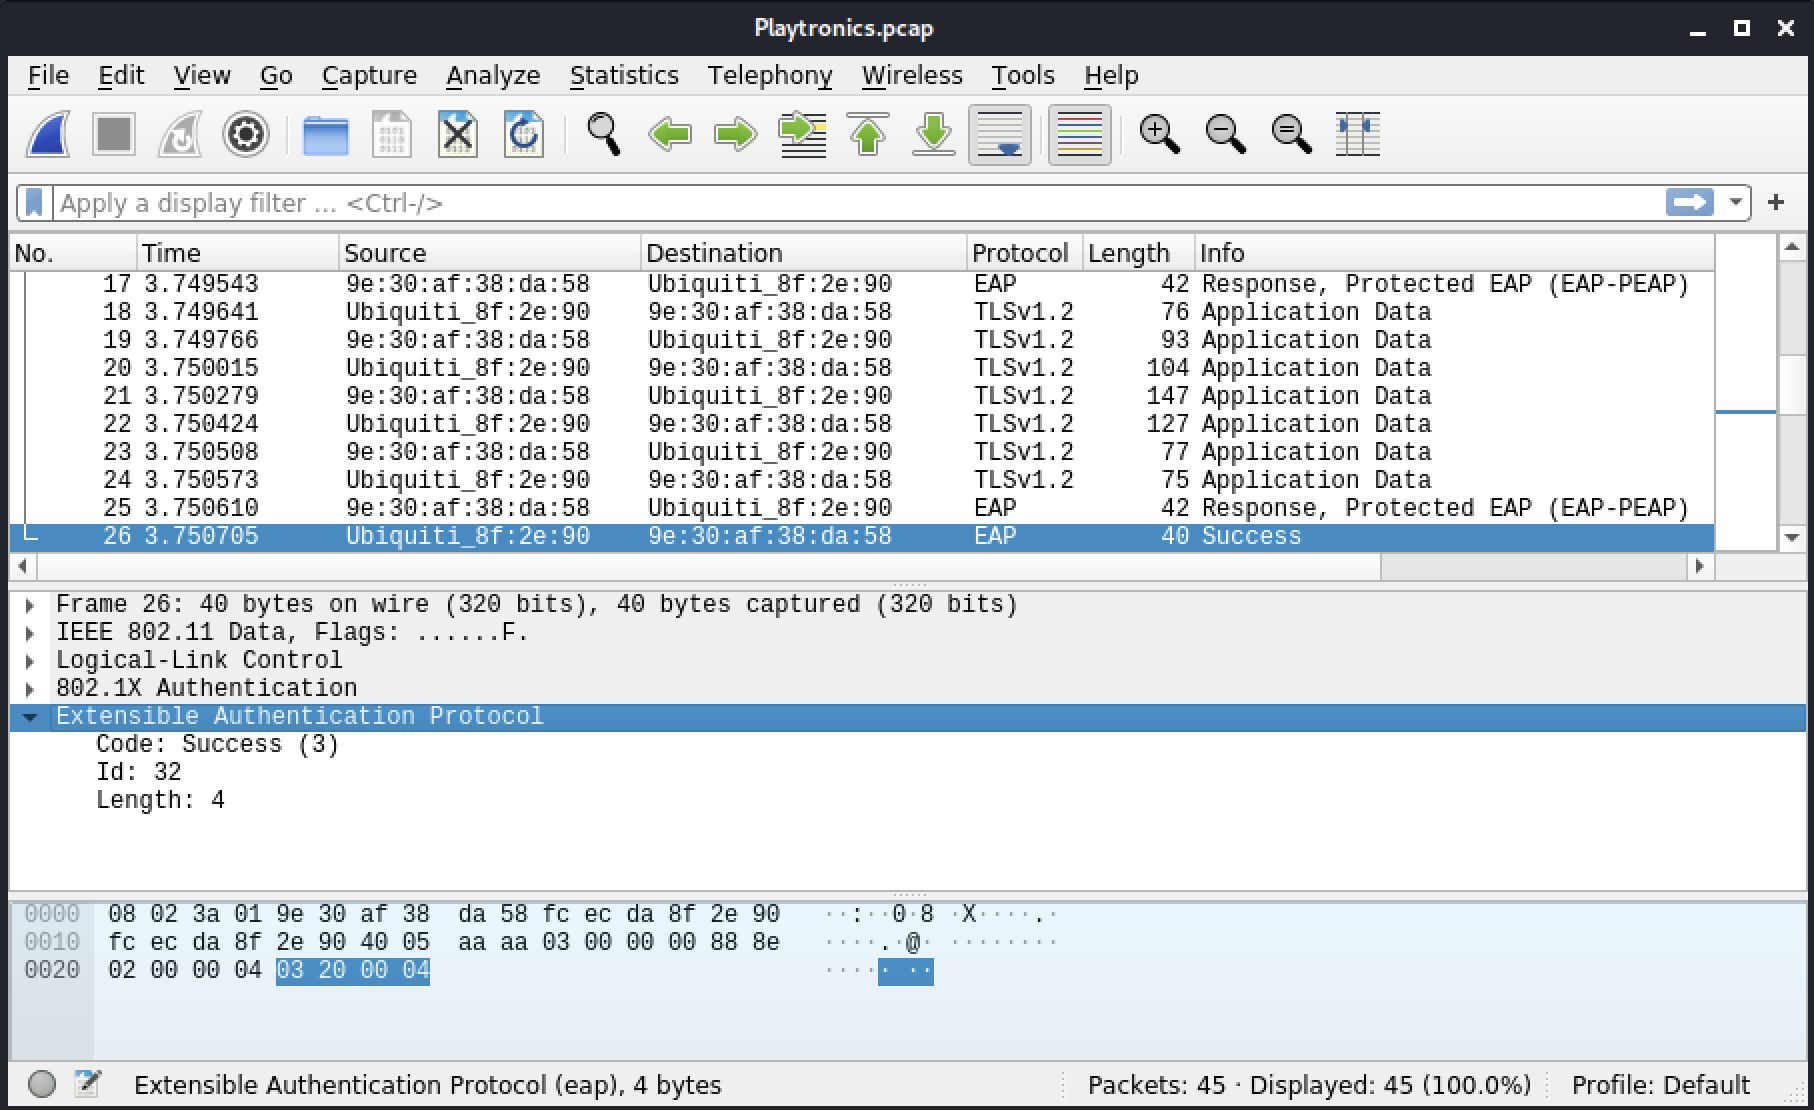 Playtronics.pcap
File Edit View Go Capture Analyze Statistics Telephony Wireless Tools Help
Apply a display filter ... <Ctrl-/>
No. Time Source Destination Protocol Length Info
17 3.749543 9e:30:af:38:da:58 Ubiquiti_8f:2e:90 EAP 42 Response, Protected EAP (EAP-PEAP)
18 3.749641 Ubiquiti_8f:2e:90 9e:30:af:38:da:58 TLSv1.2 76 Application Data
19 3.749766 9e:30:af:38:da:58 Ubiquiti_8f:2e:90 TLSv1.2 93 Application Data
20 3.750015 Ubiquiti_8f:2e:90 9e:30:af:38:da:58 TLSv1.2 104 Application Data
21 3.750279 9e:30:af:38:da:58 Ubiquiti_8f:2e:90 TLSv1.2 147 Application Data
22 3.750424 Ubiquiti_8f:2e:90 9e:30:af:38:da:58 TLSv1.2 127 Application Data
23 3.750508 9e:30:af:38:da:58 Ubiquiti_8f:2e:90 TLSv1.2 77 Application Data
24 3.750573 Ubiquiti_8f:2e:90 9e:30:af:38:da:58 TLSv1.2 75 Application Data
25 3.750610 9e:30:af:38:da:58 Ubiquiti_8f:2e:90 EAP 42 Response, Protected EAP (EAP-PEAP)
26 3.750705 Ubiquiti_8f:2e:90 9e:30:af:38:da:58 EAP 40 Success
Frame 26: 40 bytes on wire (320 bits), 40 bytes captured (320 bits)
IEEE 802.11 Data, Flags: ......F.
Logical-Link Control
802.1X Authentication
Extensible Authentication Protocol
Code: Success (3)
Id: 32
Length: 4
0000 08 02 3a 01 9e 30 af 38 da 58 fc ec da 8f 2e 90 ··:··0·8 ·X····.·
0010 fc ec da 8f 2e 90 40 05 aa aa 03 00 00 00 88 8e ····.·@· ········
0020 02 00 00 04 03 20 00 04 ····· ··
Extensible Authentication Protocol (eap), 4 bytes
Packets: 45 · Displayed: 45 (100.0%)
Profile: Default